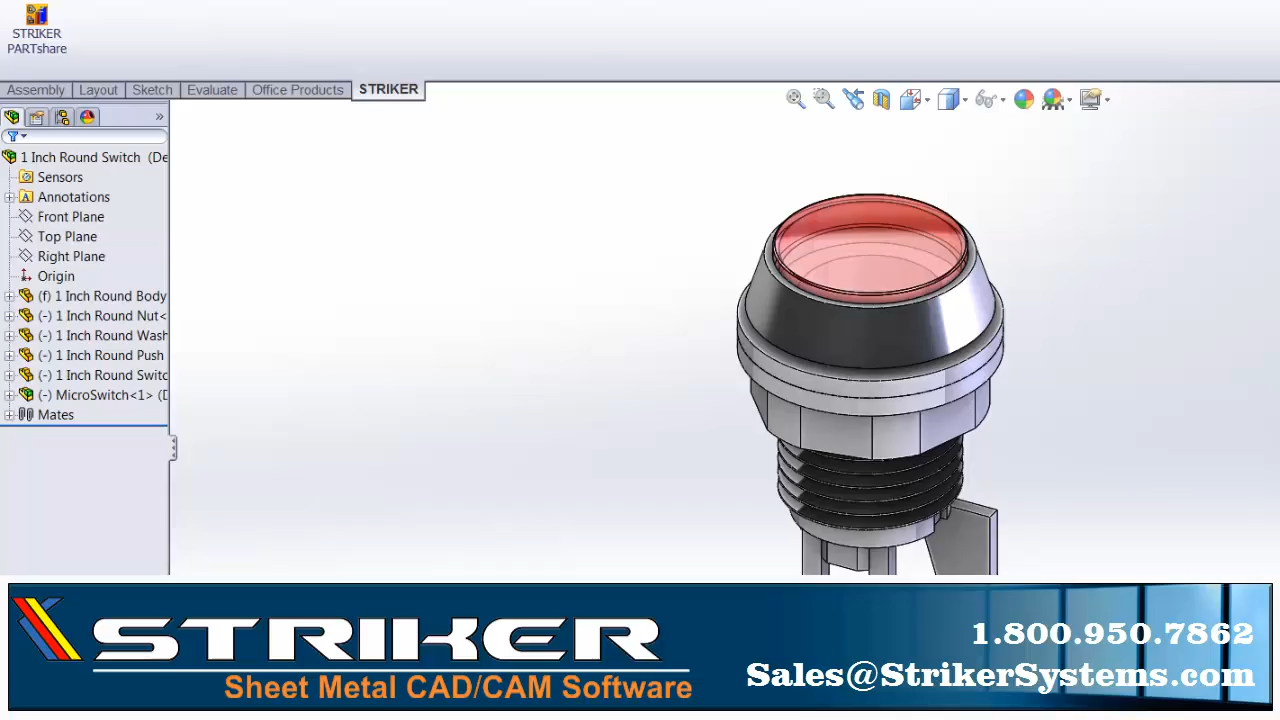 STRIKER
PARTshare
Assembly Layout Sketch Evaluate Office Products STRIKER
1 Inch Round Switch (De
Sensors
Annotations
Front Plane
Top Plane
Right Plane
Origin
(f) 1 Inch Round Body
(-) 1 Inch Round Nut<
(-) 1 Inch Round Wash
(-) 1 Inch Round Push
(-) 1 Inch Round Switc
(-) MicroSwitch<1> (D
Mates
STRIKER
Sheet Metal CAD/CAM Software
1.800.950.7862
Sales@StrikerSystems.com